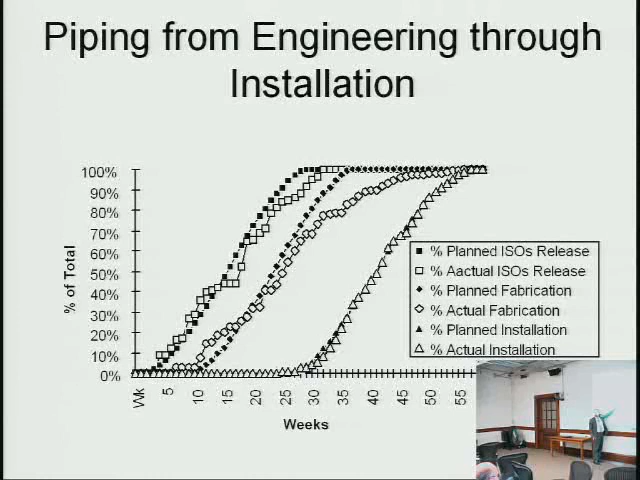 Piping from Engineering through
Installation
100%
90%
80%
70%
60%
50%
40%
30%
20%
10%
0%
% of Total
Wk
5
10
15
20
25
30
35
40
45
50
55
Weeks
% Planned ISOs Release
% Aactual ISOs Release
% Planned Fabrication
% Actual Fabrication
% Planned Installation
% Actual Installation